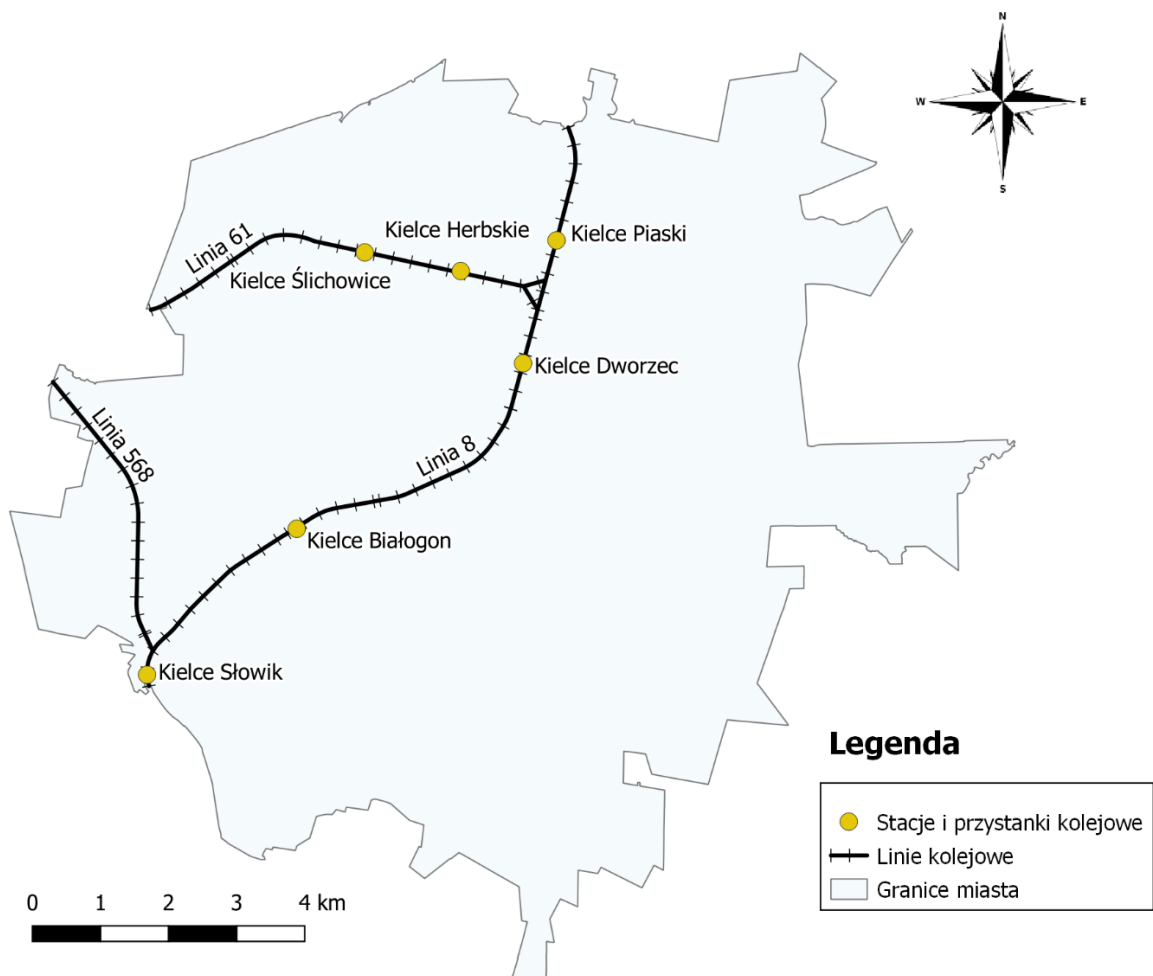 N
W
E
S
Kielce Herbskie
Kielce Piaski
Linia 61
Kielce Ślichowice
Kielce Dworzec
Linia 568
Linia 8
Kielce Białogon
Kielce Słowik
Legenda
Stacje i przystanki kolejowe
Linie kolejowe
Granice miasta
0 1 2 3 4 km